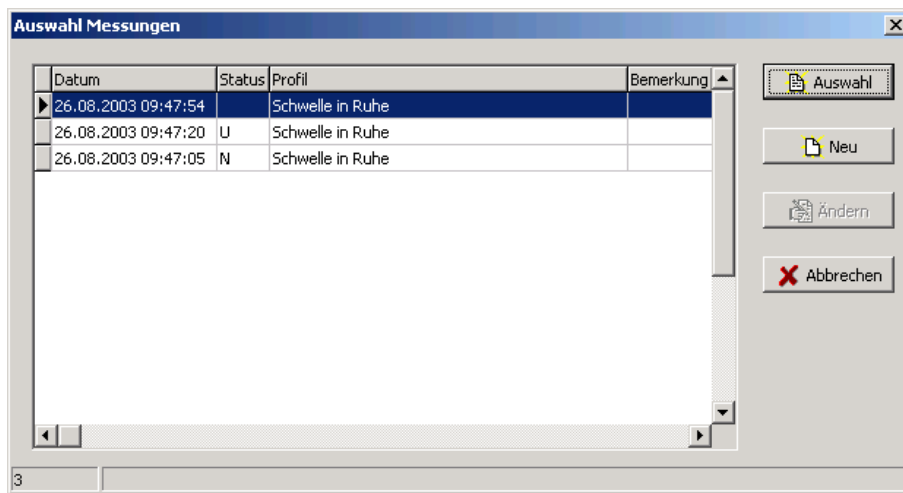 Auswahl Messungen
Datum Status Profil Bemerkung
26.08.2003 09:47:54 Schwelle in Ruhe
26.08.2003 09:47:20 U Schwelle in Ruhe
26.08.2003 09:47:05 N Schwelle in Ruhe
Auswahl
Neu
Ändern
Abbrechen
3